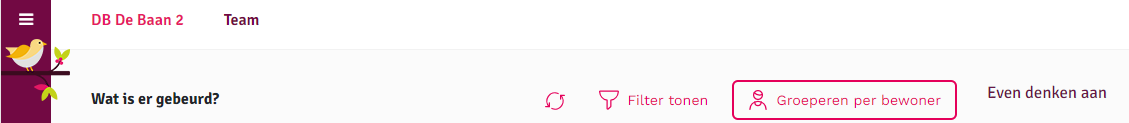 DB De Baan 2 Team
Wat is er gebeurd? Filter tonen Groeperen per bewoner Even denken aan